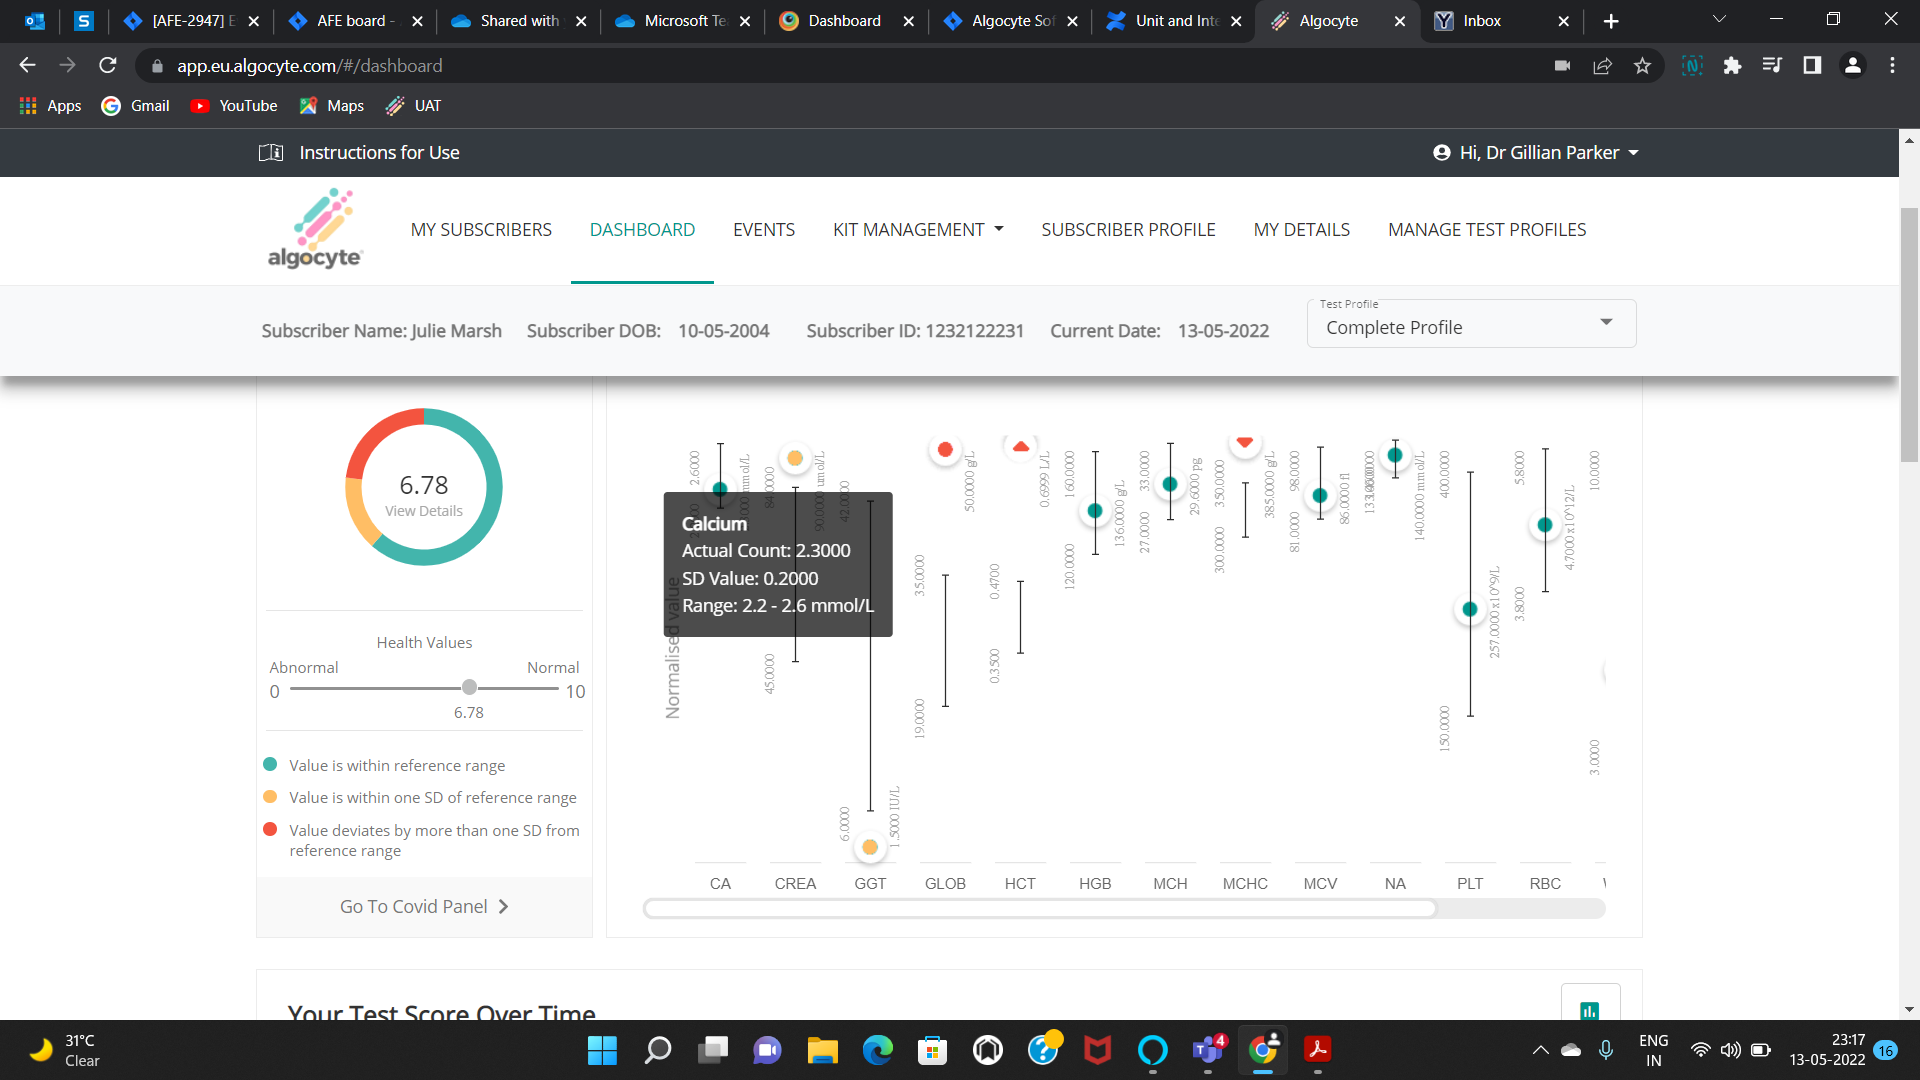 [AFE-2947] E
AFE board -
Shared with
Microsoft Te
Dashboard
Algocyte Sof
Unit and Inte
Algocyte
Inbox
app.eu.algocyte.com/#/dashboard
Apps
Gmail
YouTube
Maps
UAT
Instructions for Use
Hi, Dr Gillian Parker
algocyte
MY SUBSCRIBERS
DASHBOARD
EVENTS
KIT MANAGEMENT
SUBSCRIBER PROFILE
MY DETAILS
MANAGE TEST PROFILES
Subscriber Name: Julie Marsh
Subscriber DOB: 10-05-2004
Subscriber ID: 1232122231
Current Date: 13-05-2022
Test Profile
Complete Profile
6.78
View Details
Health Values
Abnormal
Normal
0
10
6.78
Value is within reference range
Value is within one SD of reference range
Value deviates by more than one SD from
reference range
Go To Covid Panel
Normalised value
Calcium
Actual Count: 2.3000
SD Value: 0.2000
Range: 2.2 - 2.6 mmol/L
2.6000
84.0000
45.0000
90.0000 umol/L
42.0000
6.0000
1.5000 IU/L
35.0000
19.0000
50.0000 g/L
0.4700
0.3500
0.6999 L/L
160.0000
120.0000
136.0000 g/L
33.0000
27.0000
29.6000 pg
350.0000
300.0000
385.0000 g/L
98.0000
81.0000
86.0000 fl
140.0000 mmol/L
400.0000
150.0000
257.0000 x10^9/L
5.8000
3.8000
4.7000 x10^12/L
10.0000
3.0000
CA
CREA
GGT
GLOB
HCT
HGB
MCH
MCHC
MCV
NA
PLT
RBC
Your Test Score Over Time
31°C
Clear
4
ENG
IN
23:17
13-05-2022
16